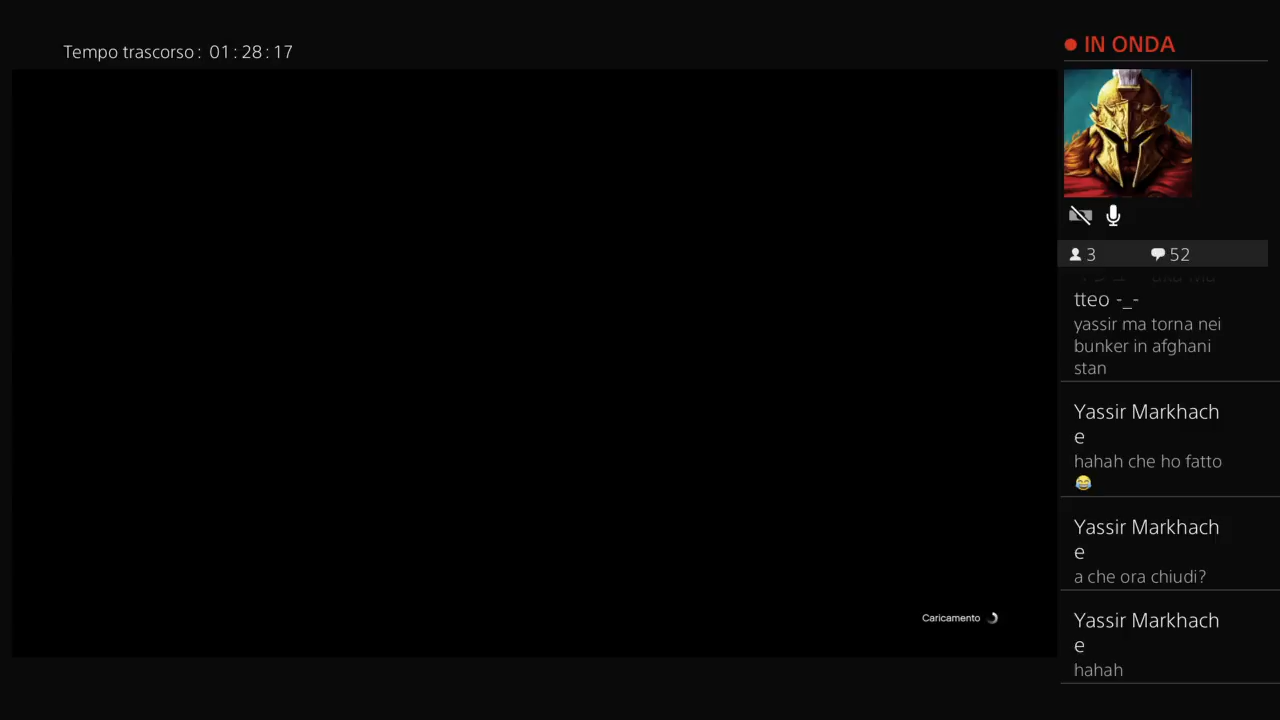 Tempo trascorso: 01:28:17
IN ONDA
3 52
tteo -_-
yassir ma torna nei
bunker in afghani
stan
Yassir Markhach
e
hahah che ho fatto
😂
Yassir Markhach
e
a che ora chiudi?
Yassir Markhach
e
hahah
Caricamento